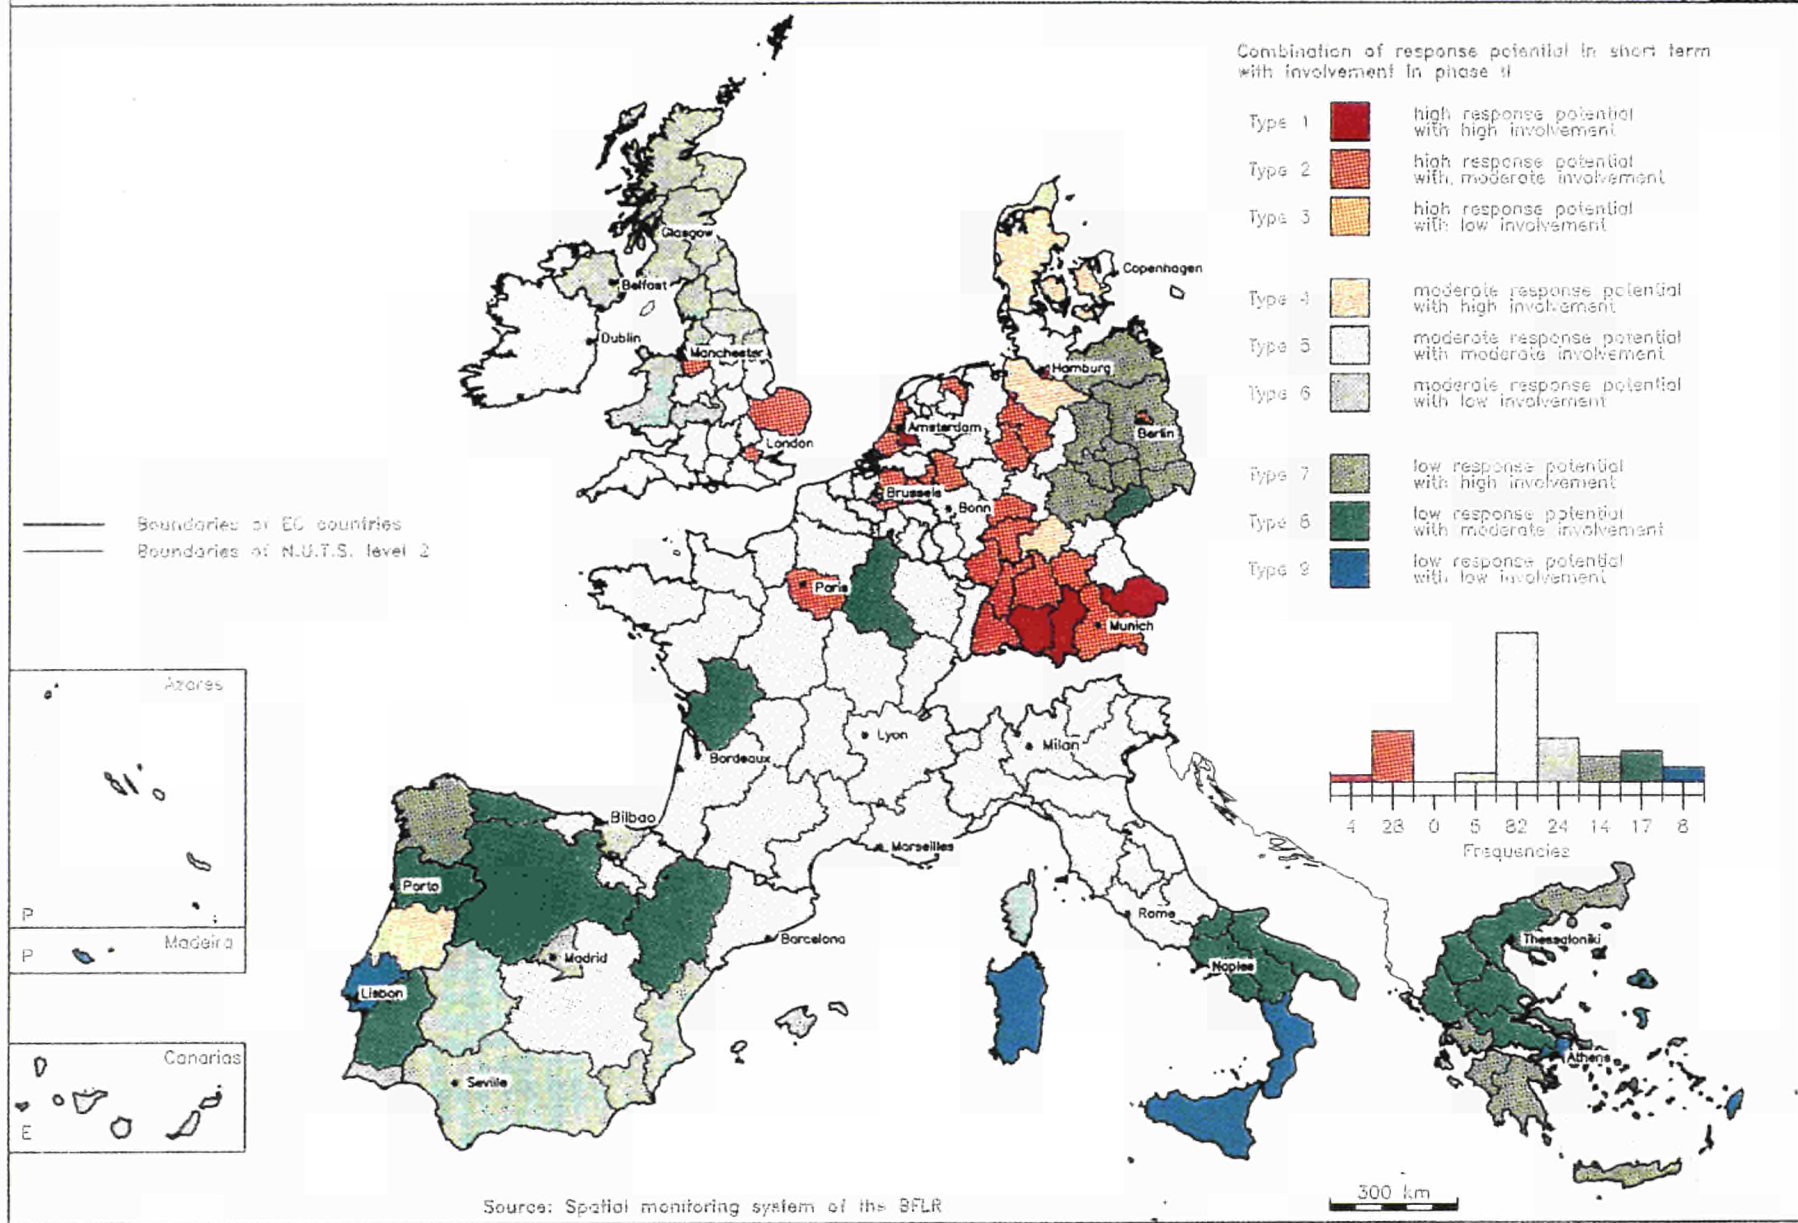 Combination of response potential in short term
with involvement in phase II
Type 1
high response potential
with high involvement
Type 2
high response potential
with moderate involvement
Type 3
high response potential
with low involvement
Type 4
moderate response potential
with high involvement
Type 5
moderate response potential
with moderate involvement
Type 6
moderate response potential
with low involvement
Type 7
low response potential
with high involvement
Type 8
low response potential
with moderate involvement
Type 9
low response potential
with low involvement
Boundaries of EC countries
Boundaries of N.U.T.S. level 2
Glasgow
Belfast
Dublin
Manchester
London
Copenhagen
Hamburg
Berlin
Amsterdam
Brussels
Bonn
Paris
Munich
Lyon
Milan
Bordeaux
Bilbao
Marseilles
Porto
Rome
Barcelona
Madrid
Lisbon
Naples
Thessaloniki
Athens
Seville
Azores
P
Madeira
P
Canarias
E
4 28 0 5 82 24 14 17 8
Frequencies
300 km
Source: Spatial monitoring system of the BFLR